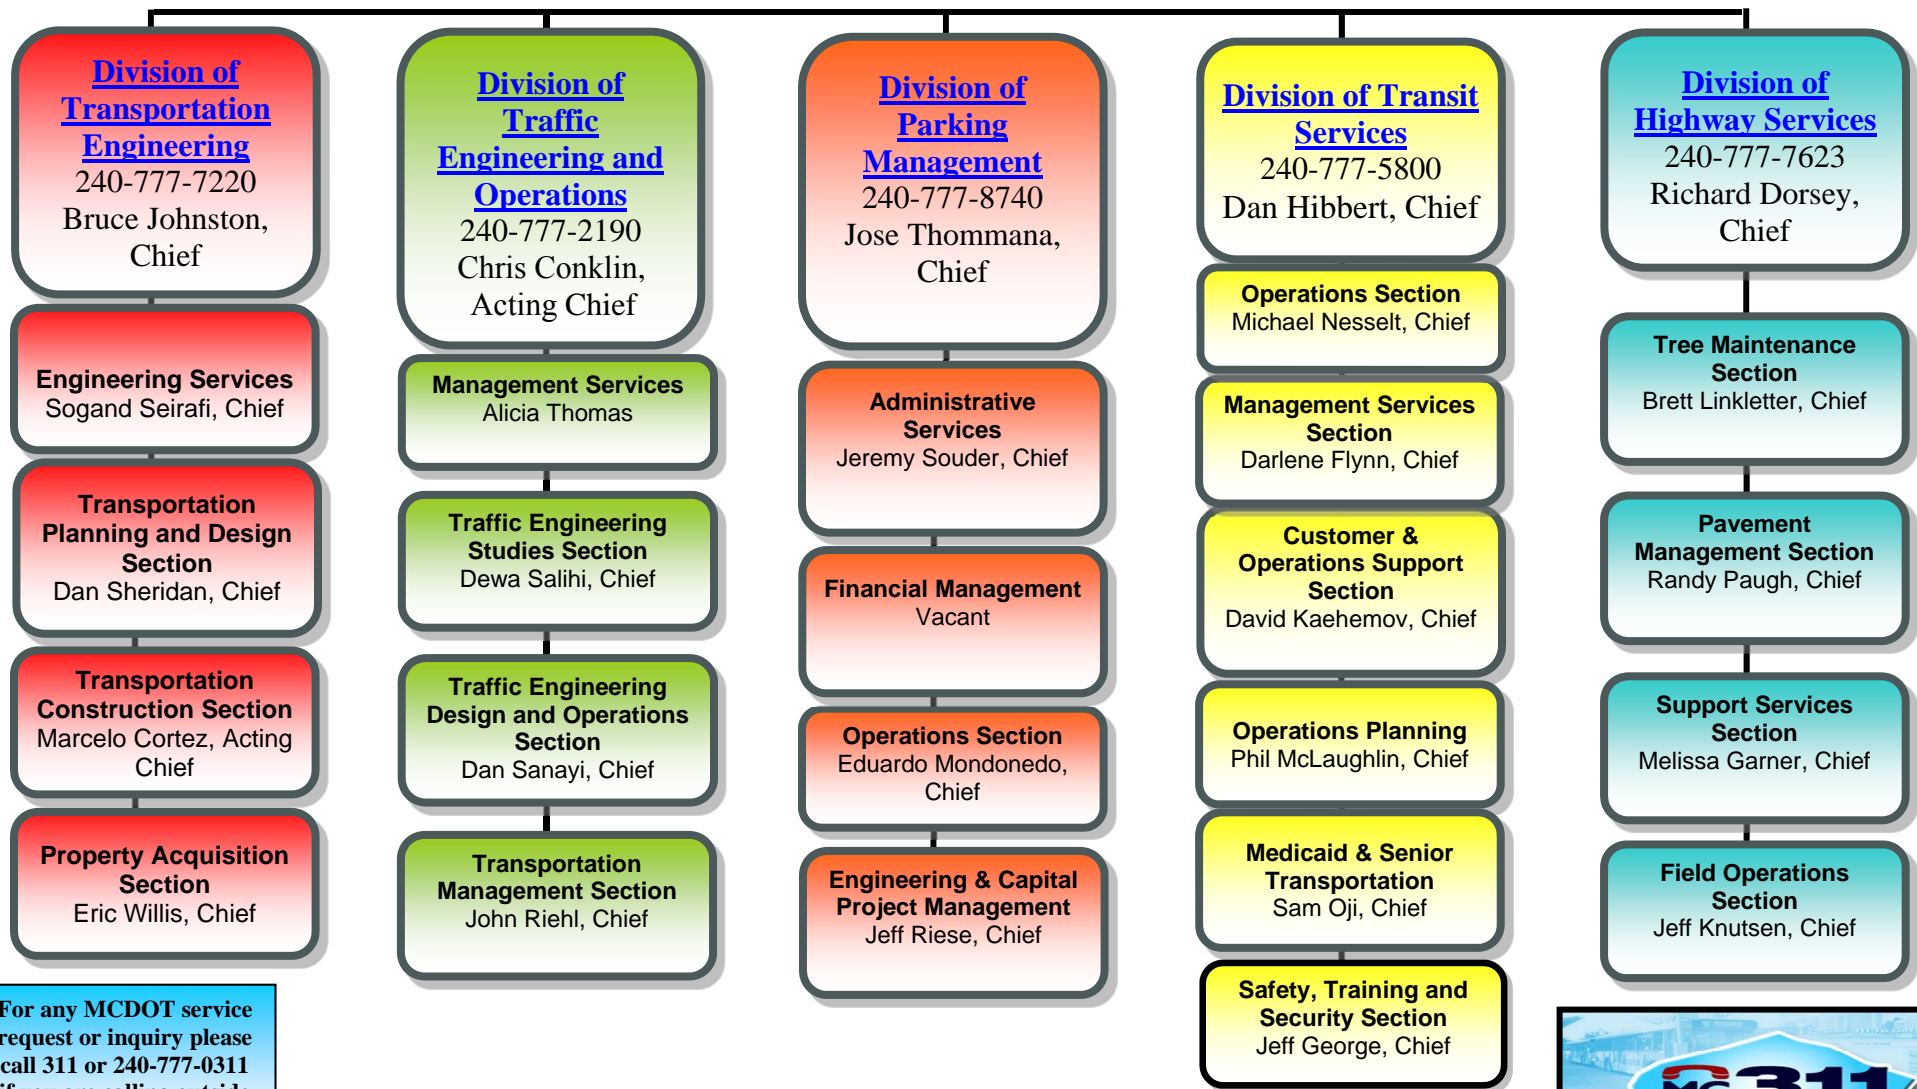 Division of
Transportation
Engineering
240-777-7220
Bruce Johnston,
Chief
Engineering Services
Sogand Seirafi, Chief
Transportation
Planning and Design
Section
Dan Sheridan, Chief
Transportation
Construction Section
Marcelo Cortez, Acting
Chief
Property Acquisition
Section
Eric Willis, Chief
Division of
Traffic
Engineering and
Operations
240-777-2190
Chris Conklin,
Acting Chief
Management Services
Alicia Thomas
Traffic Engineering
Studies Section
Dewa Salihi, Chief
Traffic Engineering
Design and Operations
Section
Dan Sanayi, Chief
Transportation
Management Section
John Riehl, Chief
Division of
Parking
Management
240-777-8740
Jose Thommana,
Chief
Administrative
Services
Jeremy Souder, Chief
Financial Management
Vacant
Operations Section
Eduardo Mondonedo,
Chief
Engineering & Capital
Project Management
Jeff Riese, Chief
Division of Transit
Services
240-777-5800
Dan Hibbert, Chief
Operations Section
Michael Nesselt, Chief
Management Services
Section
Darlene Flynn, Chief
Customer &
Operations Support
Section
David Kaehemov, Chief
Operations Planning
Phil McLaughlin, Chief
Medicaid & Senior
Transportation
Sam Oji, Chief
Safety, Training and
Security Section
Jeff George, Chief
Division of
Highway Services
240-777-7623
Richard Dorsey,
Chief
Tree Maintenance
Section
Brett Linkletter, Chief
Pavement
Management Section
Randy Paugh, Chief
Support Services
Section
Melissa Garner, Chief
Field Operations
Section
Jeff Knutsen, Chief
For any MCDOT service
request or inquiry please
call 311 or 240-777-0311
if you are calling outside
MC 311